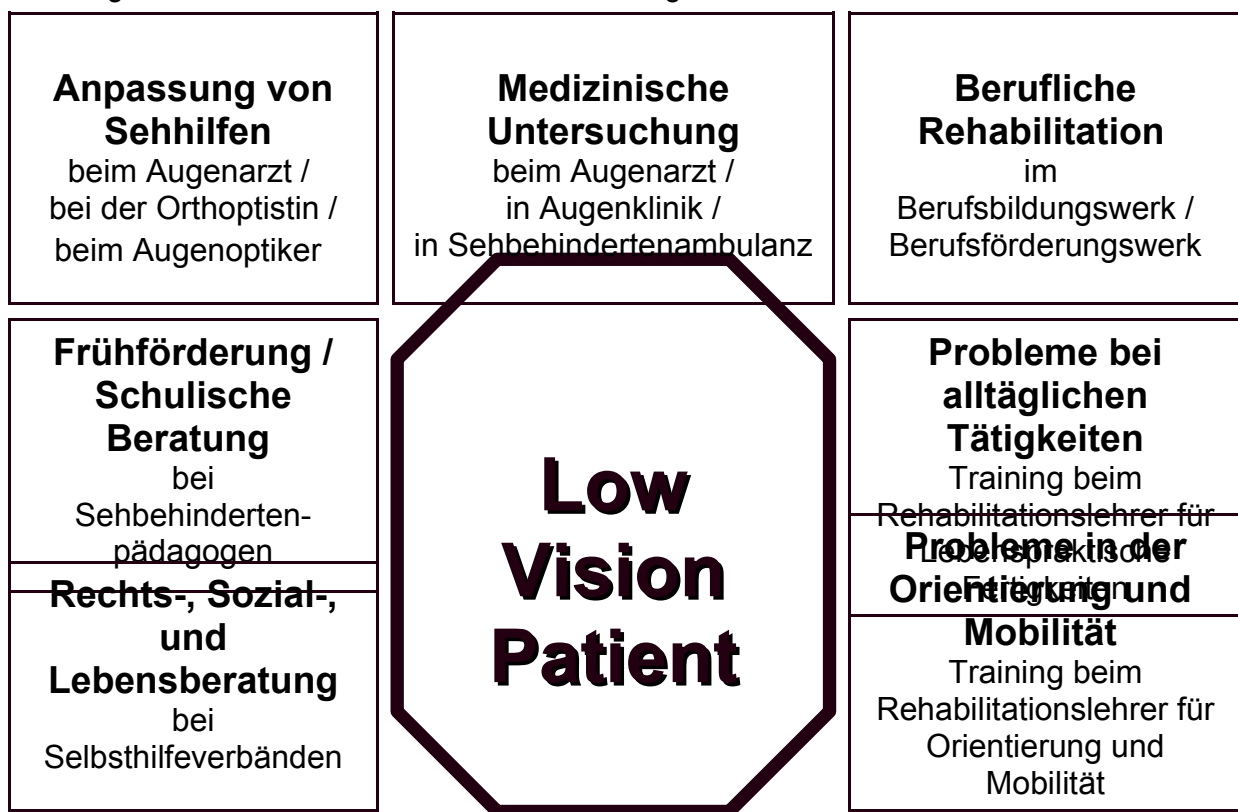 Anpassung von
Sehhilfen
beim Augenarzt /
bei der Orthoptistin /
beim Augenoptiker
Medizinische
Untersuchung
beim Augenarzt /
in Augenklinik /
in Sehbehindertenambulanz
Berufliche
Rehabilitation
im
Berufsbildungswerk /
Berufsförderungswerk
Frühförderung /
Schulische
Beratung
bei
Sehbehinderten-
pädagogen
Low
Vision
Patient
Probleme bei
alltäglichen
Tätigkeiten
Training beim
Rehabilitationslehrer für
Lebenspraktische
Fertigkeiten
Rechts-, Sozial-,
und
Lebensberatung
bei
Selbsthilfeverbänden
Probleme in der
Orientierung und
Mobilität
Training beim
Rehabilitationslehrer für
Orientierung und
Mobilität